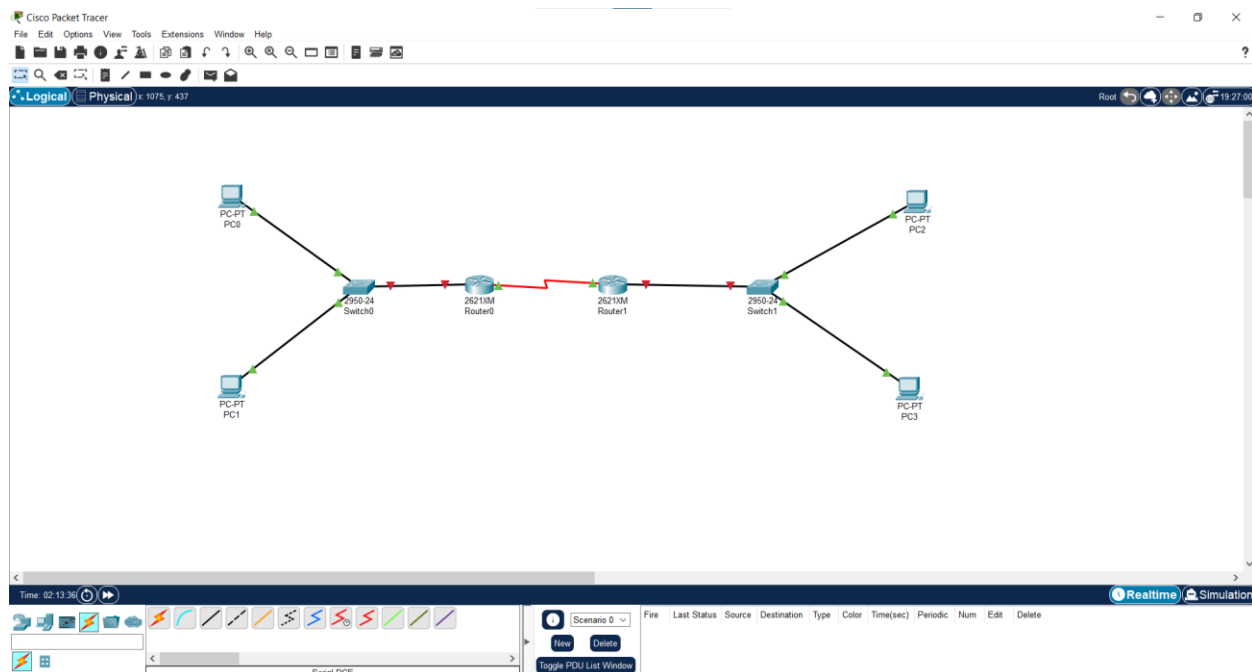 Cisco Packet Tracer
File Edit Options View Tools Extensions Window Help
?
Logical Physical x: 1075, y: 437 Root 19:27:00
PC-PT
PC0
PC-PT
PC2
2950-24
Switch0
2621XM
Router0
2621XM
Router1
2950-24
Switch1
PC-PT
PC1
PC-PT
PC3
Time: 02:13:36 Realtime Simulation
Scenario 0 Fire Last Status Source Destination Type Color Time(sec) Periodic Num Edit Delete
New Delete
Toggle PDU List Window
Serial DCE